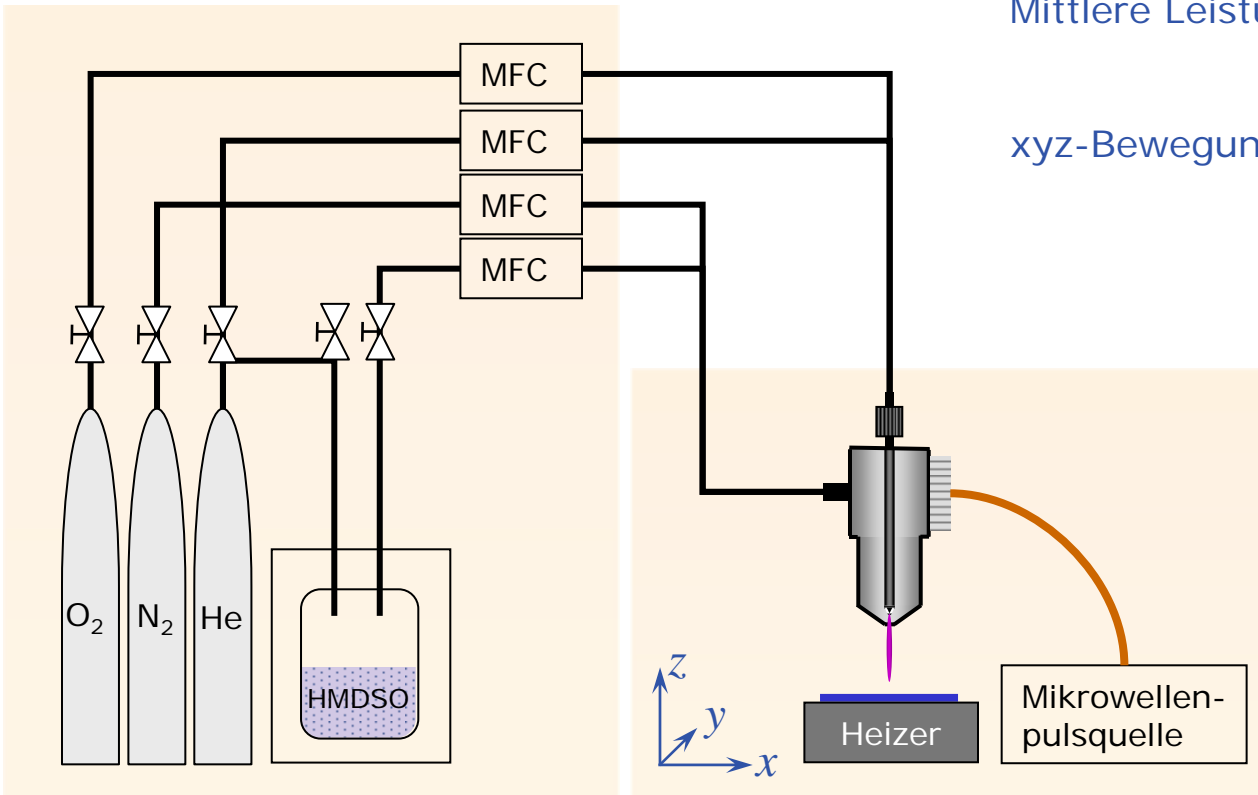 Mittlere Leistu
MFC
MFC
xyz-Bewegun
MFC
MFC
O₂
N₂
He
HMDSO
z
y
x
Heizer
Mikrowellen-
pulsquelle